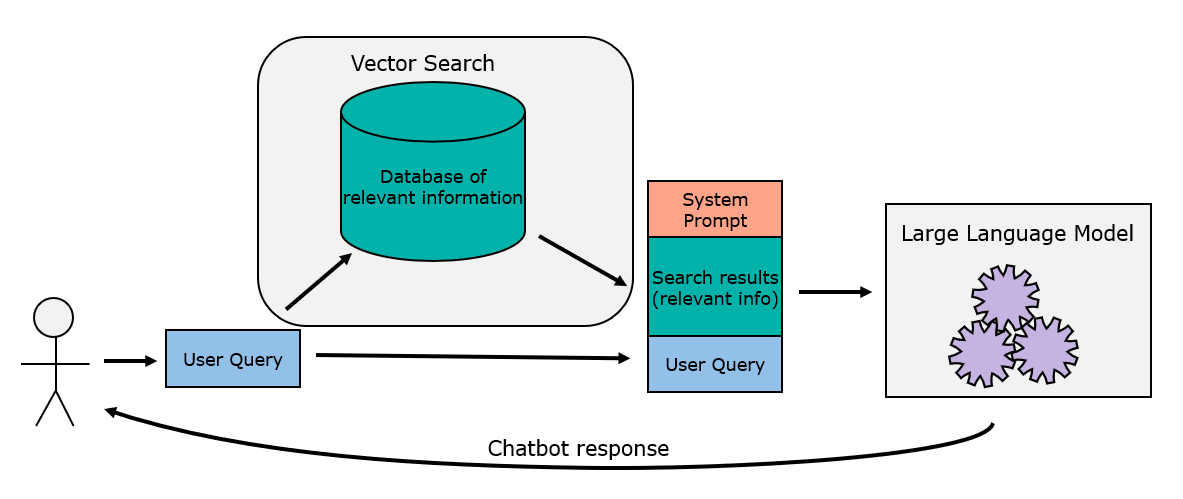 Vector Search
Database of
relevant information
System
Prompt
Search results
(relevant info)
User Query
User Query
Large Language Model
Chatbot response